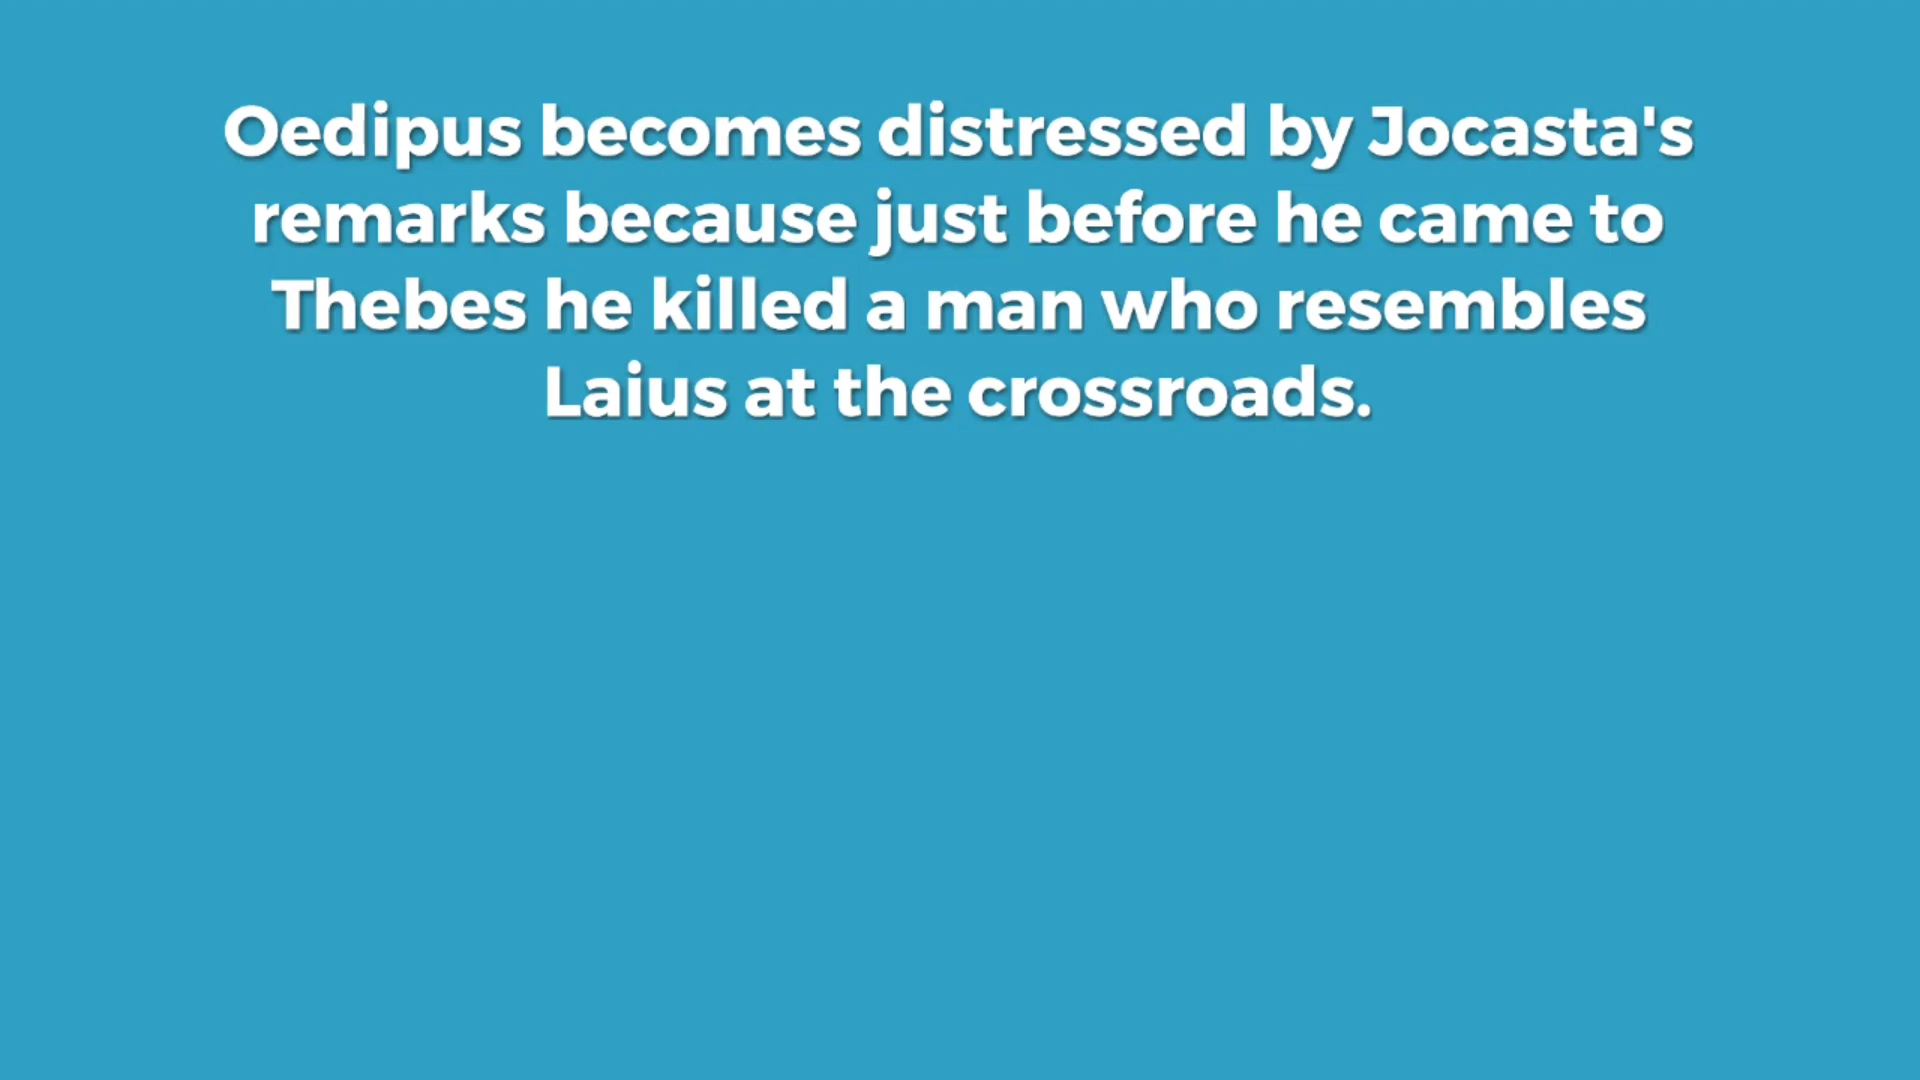 Oedipus becomes distressed by Jocasta's
remarks because just before he came to
Thebes he killed a man who resembles
Laius at the crossroads.